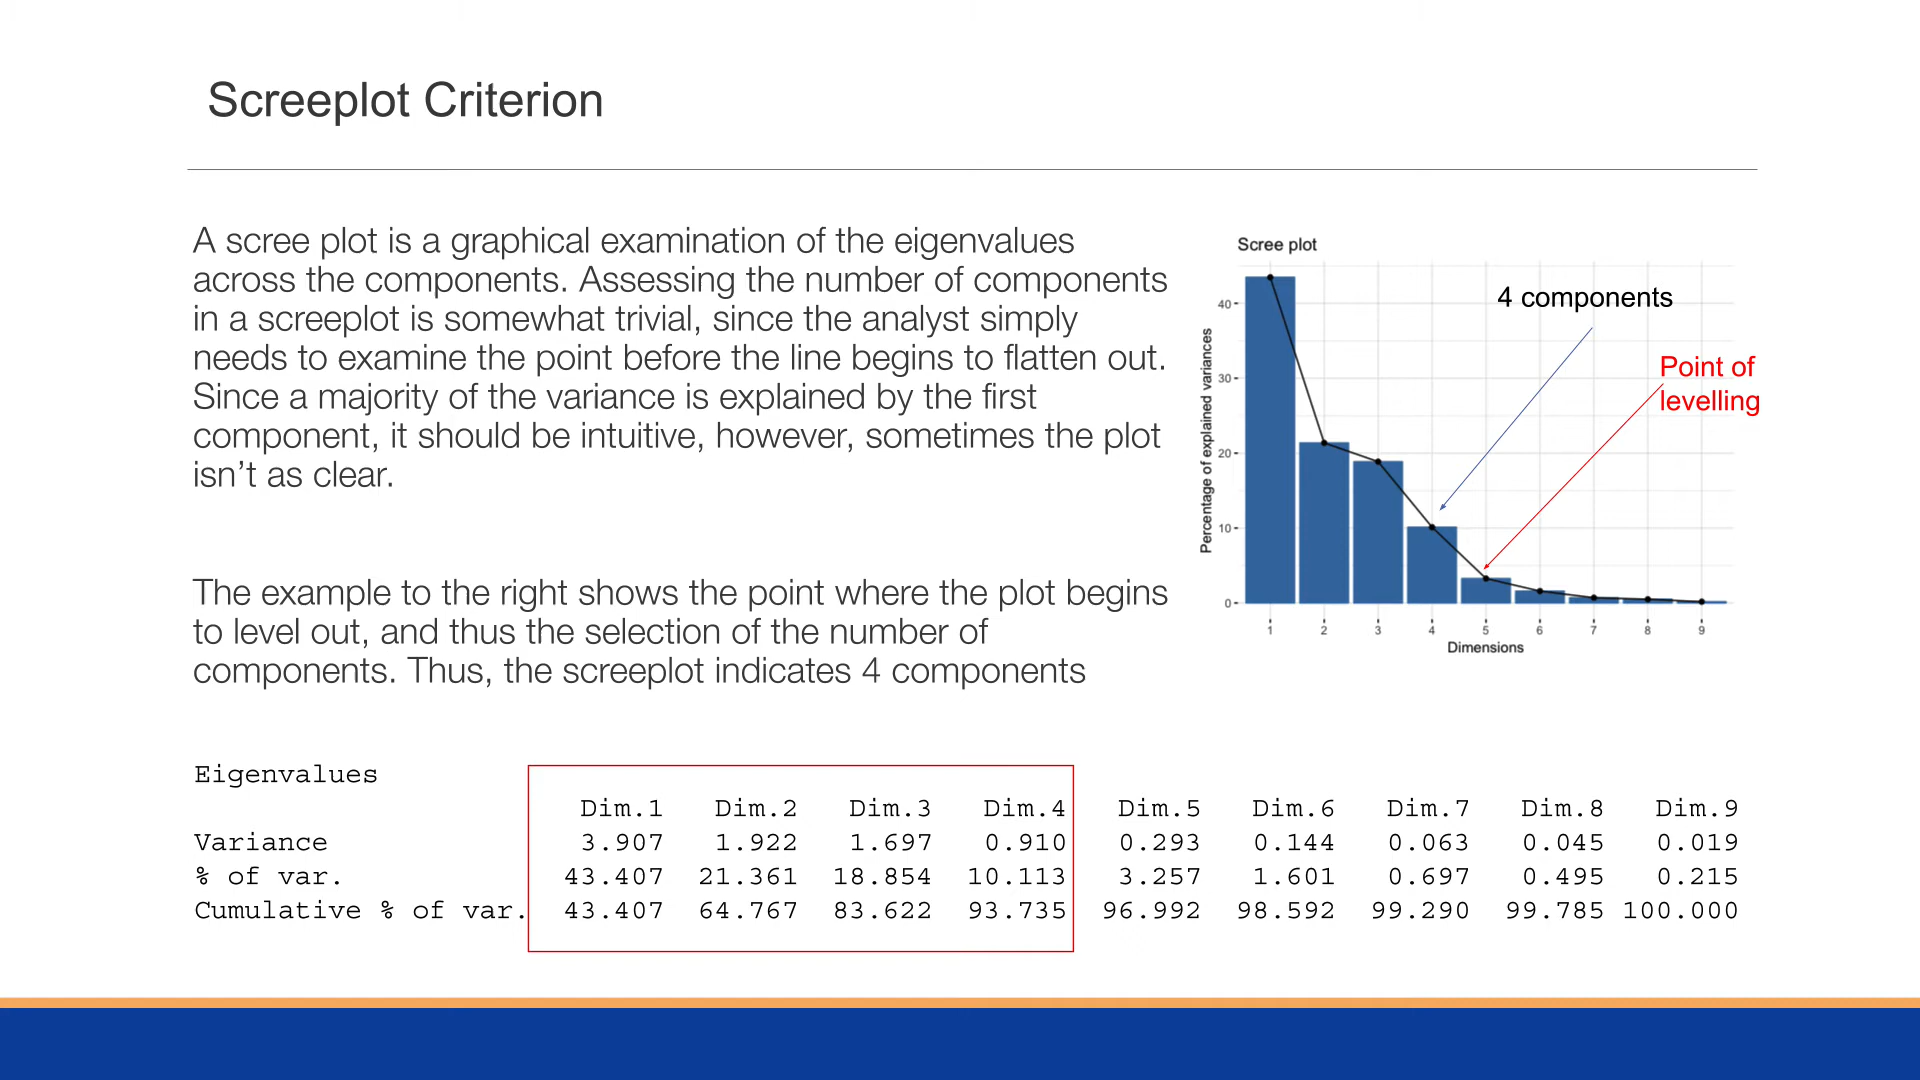 Screeplot Criterion
A scree plot is a graphical examination of the eigenvalues
across the components. Assessing the number of components
in a screeplot is somewhat trivial, since the analyst simply
needs to examine the point before the line begins to flatten out.
Since a majority of the variance is explained by the first
component, it should be intuitive, however, sometimes the plot
isn’t as clear.
The example to the right shows the point where the plot begins
to level out, and thus the selection of the number of
components. Thus, the screeplot indicates 4 components
Scree plot
4 components
Point of
levelling
Percentage of explained variances
40
30
20
10
0
1 2 3 4 5 6 7 8 9
Dimensions
Eigenvalues
Dim.1 Dim.2 Dim.3 Dim.4 Dim.5 Dim.6 Dim.7 Dim.8 Dim.9
Variance 3.907 1.922 1.697 0.910 0.293 0.144 0.063 0.045 0.019
% of var. 43.407 21.361 18.854 10.113 3.257 1.601 0.697 0.495 0.215
Cumulative % of var. 43.407 64.767 83.622 93.735 96.992 98.592 99.290 99.785 100.000